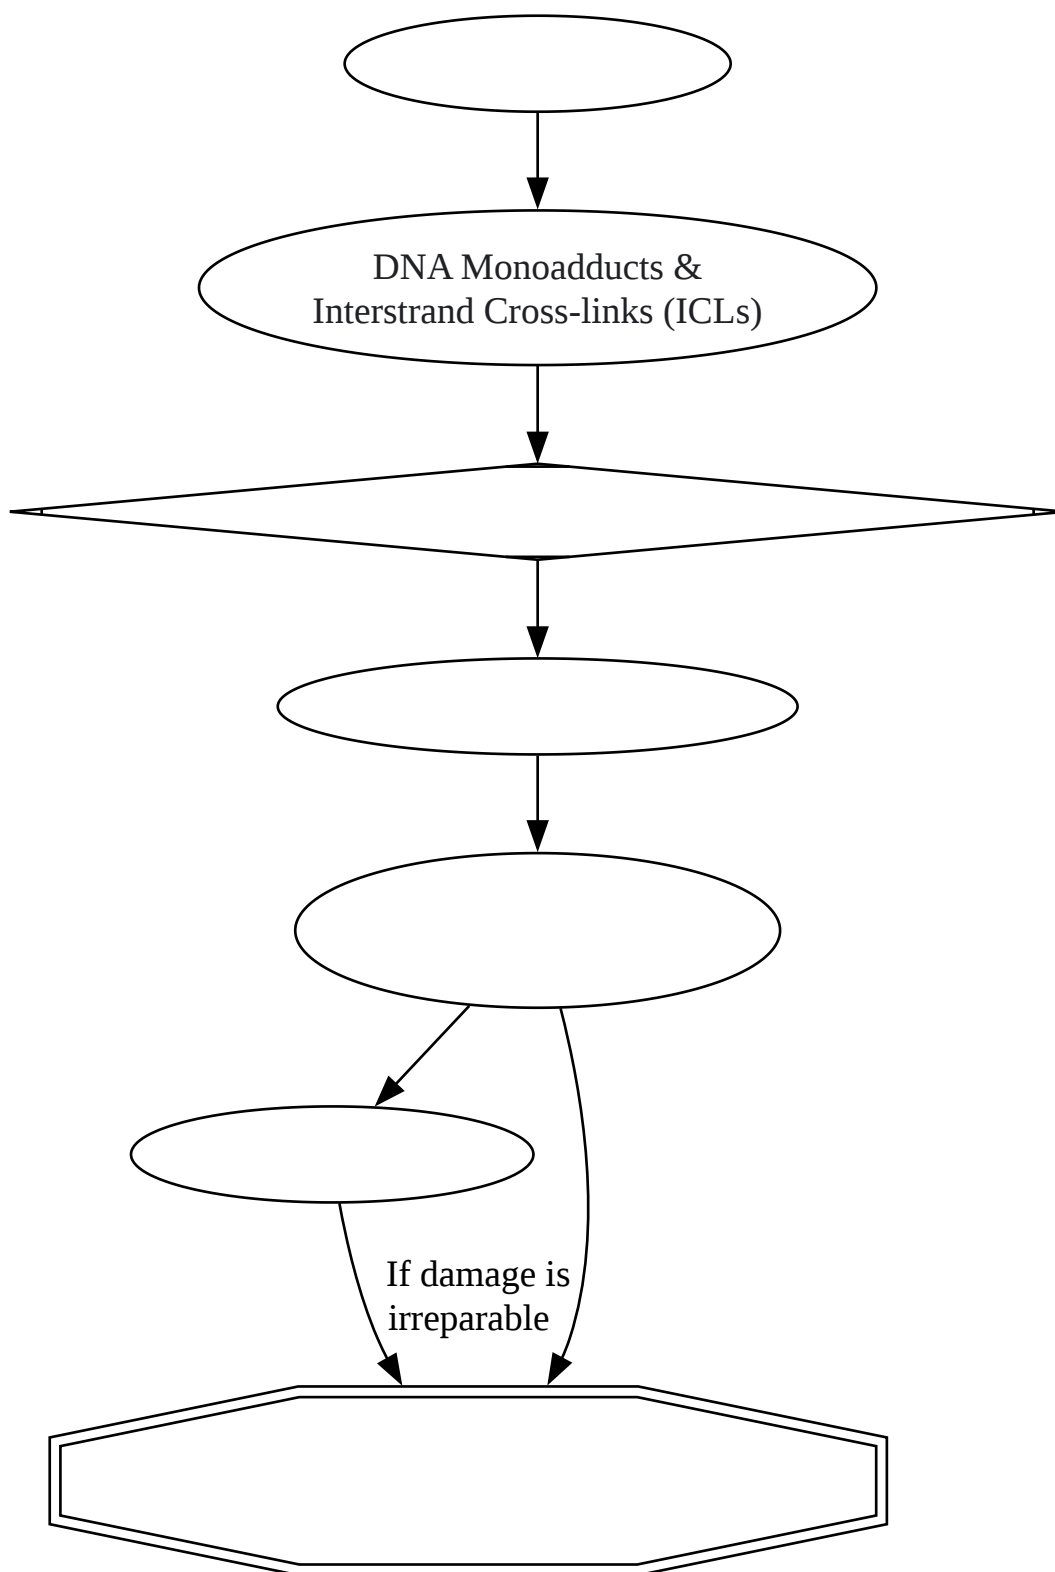 DNA Monoadducts &
Interstrand Cross-links (ICLs)
If damage is
irreparable